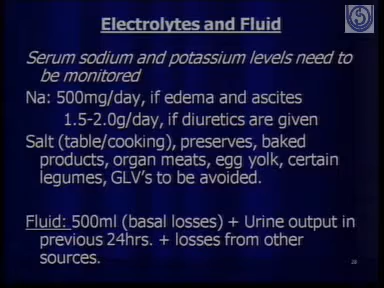 Electrolytes and Fluid
Serum sodium and potassium levels need to
be monitored
Na: 500mg/day, if edema and ascites
1.5-2.0g/day, if diuretics are given
Salt (table/cooking), preserves, baked
products, organ meats, egg yolk, certain
legumes, GLV's to be avoided.
Fluid: 500ml (basal losses) + Urine output in
previous 24hrs. + losses from other
sources.